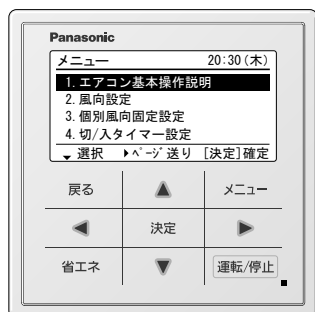 Panasonic
メニュー 20:30(木)
1. エアコン基本操作説明
2. 風向設定
3. 個別風向固定設定
4. 切/入タイマー設定
選択 ▶ページ送り [決定]確定
戻る ▲ メニュー
◀ 決定 ▶
省エネ ▼ 運転/停止